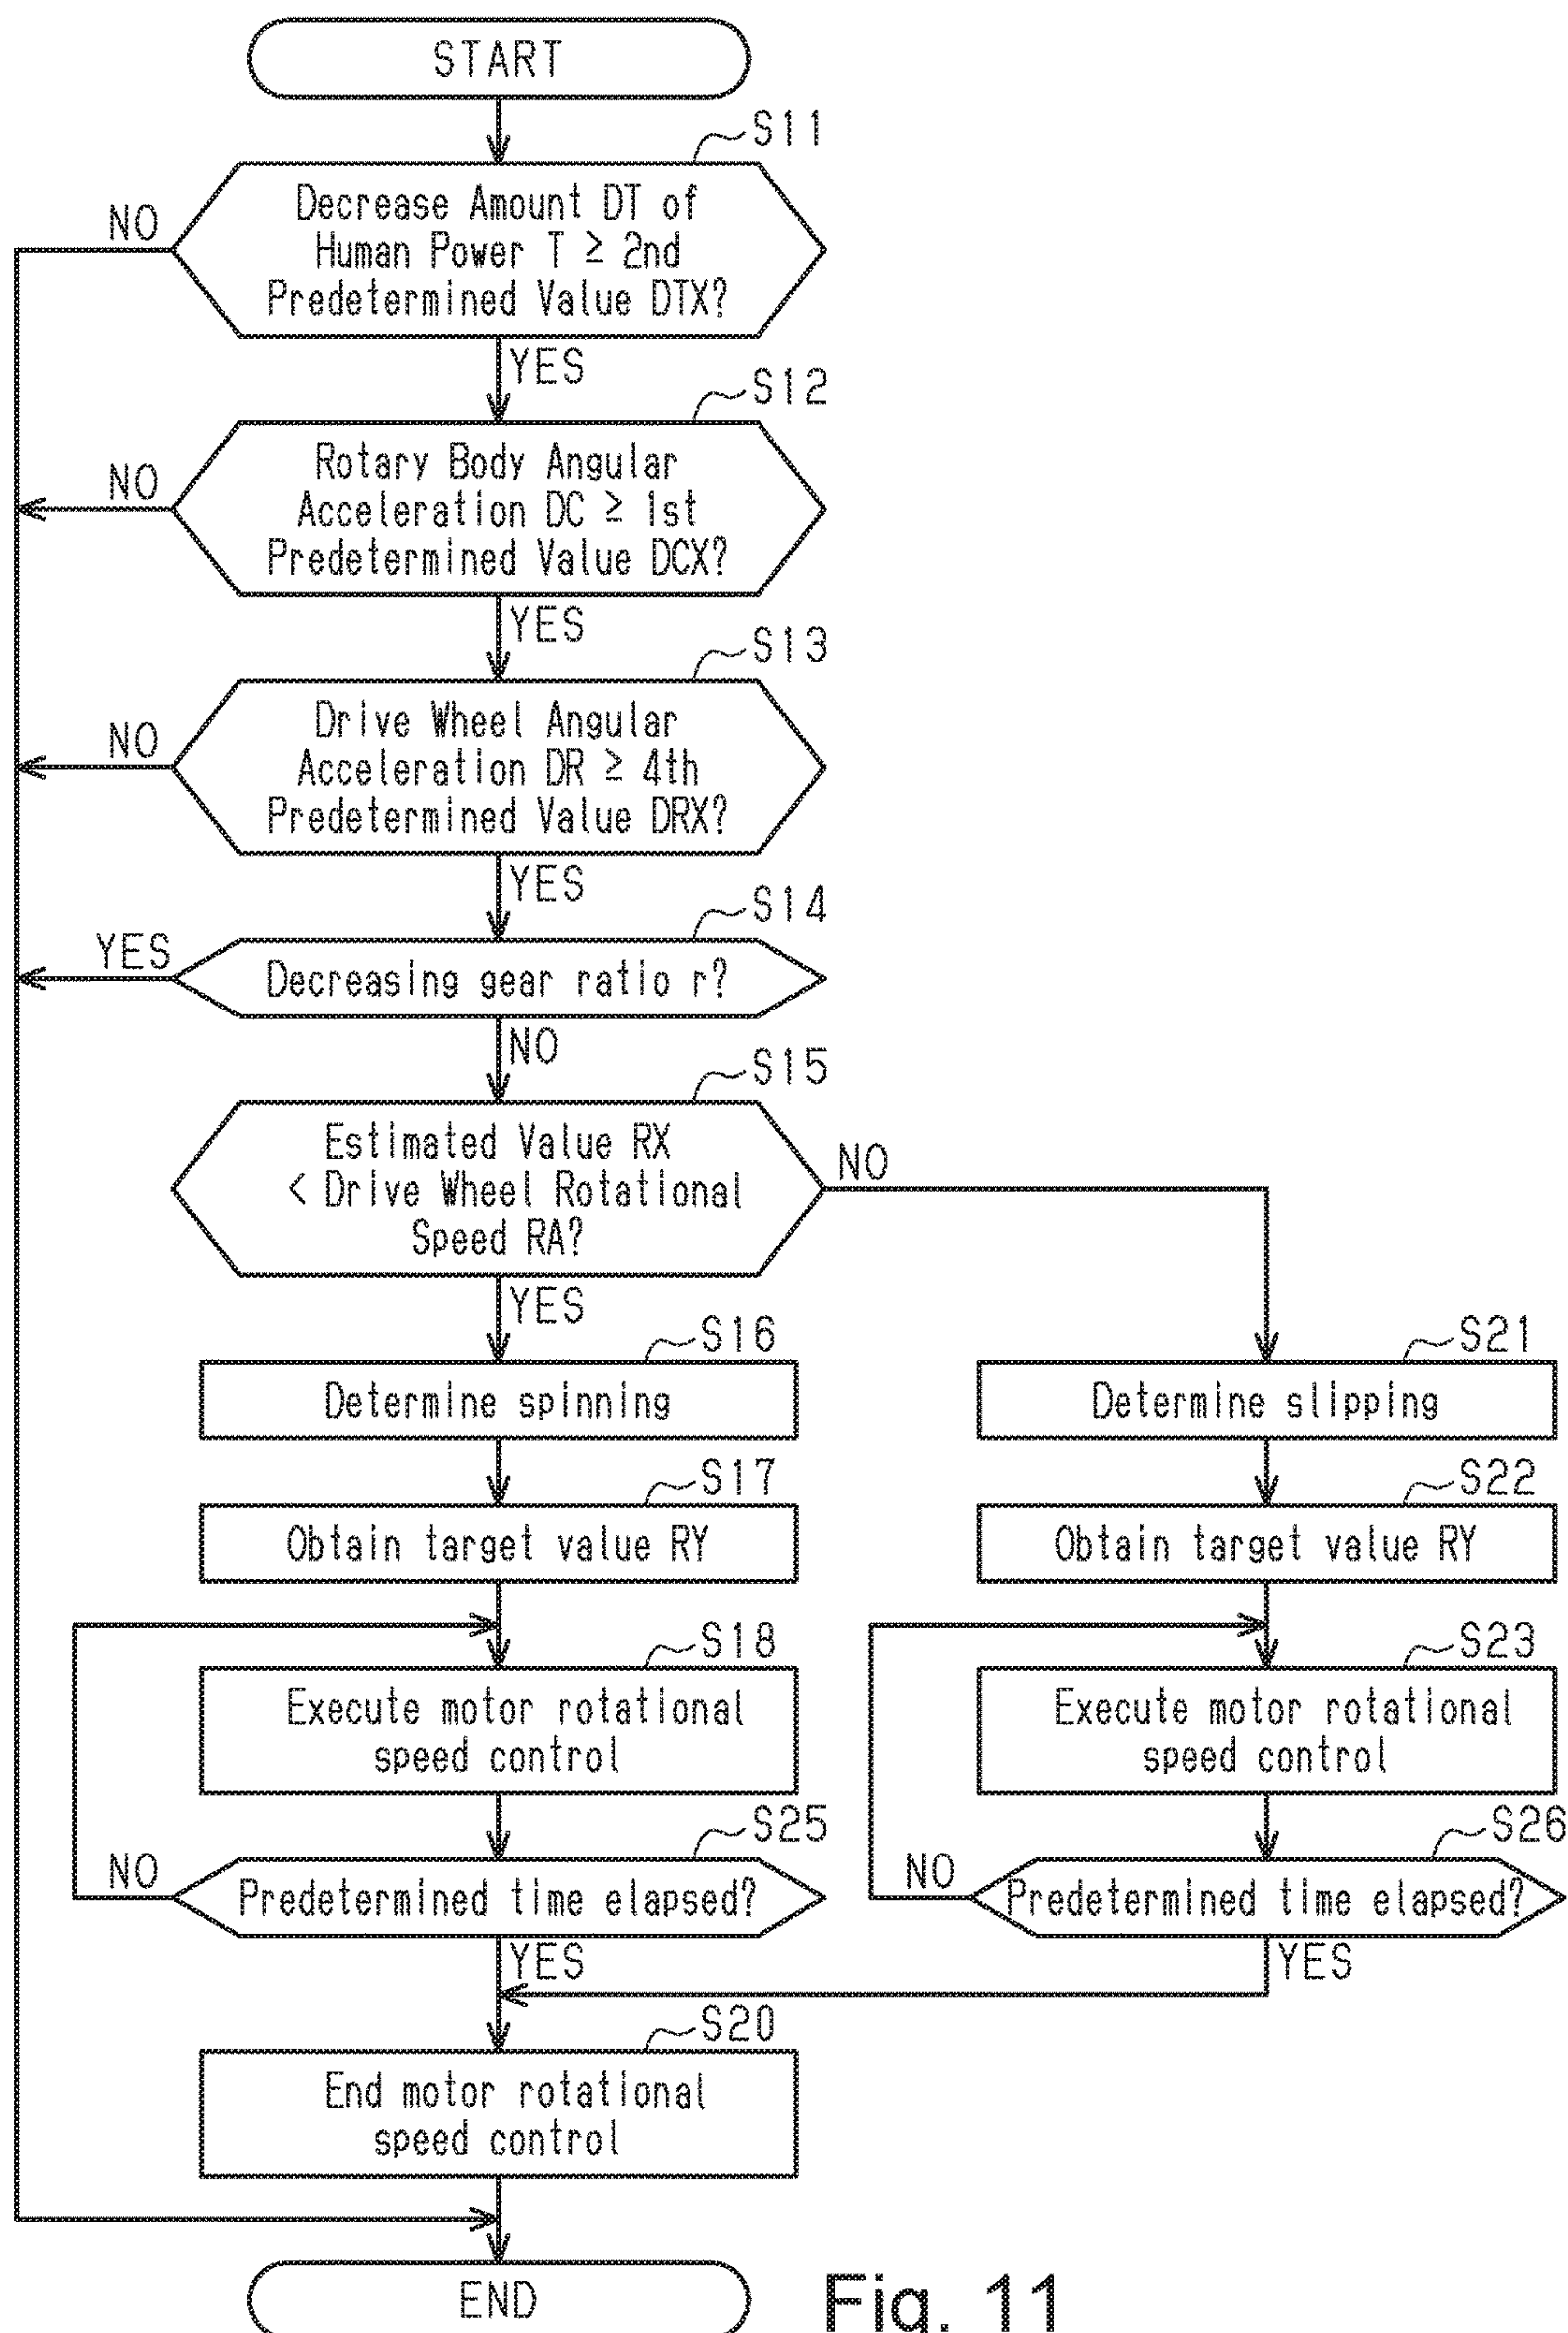 START
S11
Decrease Amount DT of
Human Power T ≥ 2nd
Predetermined Value DTX?
NO
YES
S12
Rotary Body Angular
Acceleration DC ≥ 1st
Predetermined Value DCX?
NO
YES
S13
Drive Wheel Angular
Acceleration DR ≥ 4th
Predetermined Value DRX?
NO
YES
S14
Decreasing gear ratio r?
YES
NO
S15
Estimated Value RX
< Drive Wheel Rotational
Speed RA?
NO
YES
S16
Determine spinning
S17
Obtain target value RY
S18
Execute motor rotational
speed control
S25
Predetermined time elapsed?
NO
YES
S21
Determine slipping
S22
Obtain target value RY
S23
Execute motor rotational
speed control
S26
Predetermined time elapsed?
NO
YES
S20
End motor rotational
speed control
END
Fig. 11